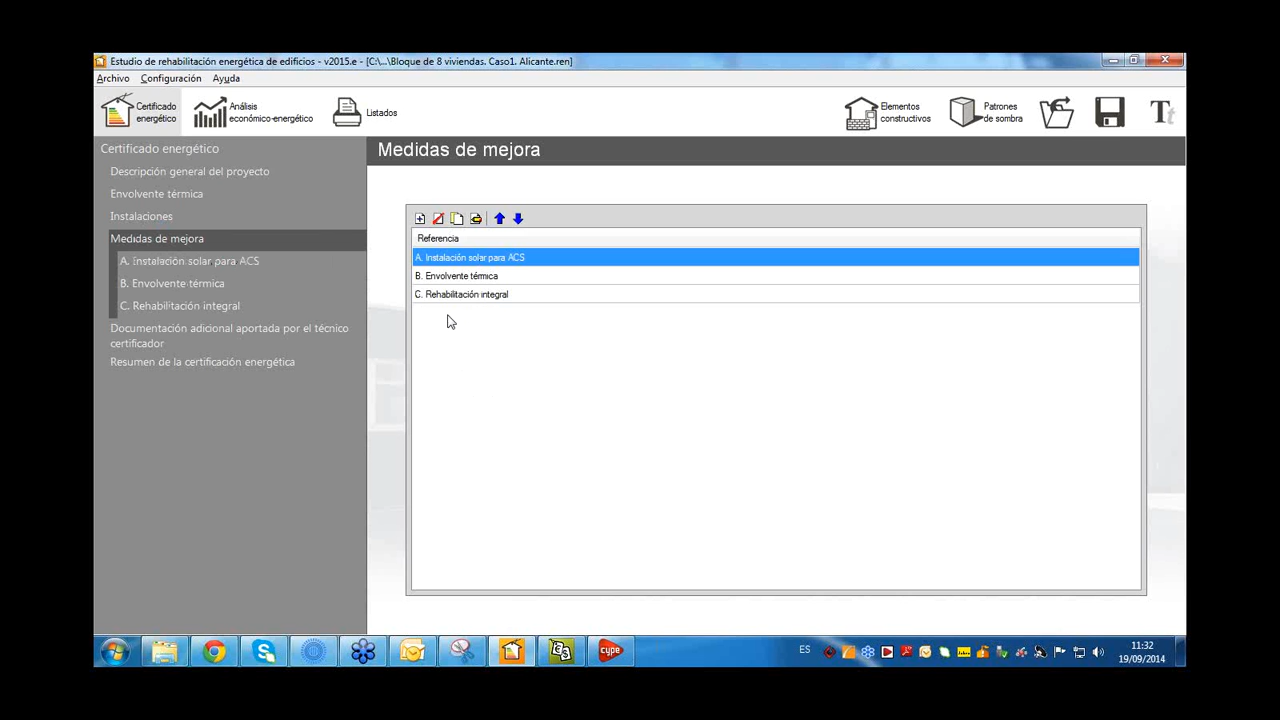 Estudio de rehabilitación energética de edificios - v2015.e - [C:\...\Bloque de 8 viviendas. Caso1. Alicante.ren]
Archivo Configuración Ayuda
Certificado energético
Análisis económico-energético
Listados
Elementos constructivos
Patrones de sombra
Tt
Certificado energético
Descripción general del proyecto
Envolvente térmica
Instalaciones
Medidas de mejora
A. Instalación solar para ACS
B. Envolvente térmica
C. Rehabilitación integral
Documentación adicional aportada por el técnico
certificador
Resumen de la certificación energética
Medidas de mejora
Referencia
A. Instalación solar para ACS
B. Envolvente térmica
C. Rehabilitación integral
cype
ES
11:32
19/09/2014